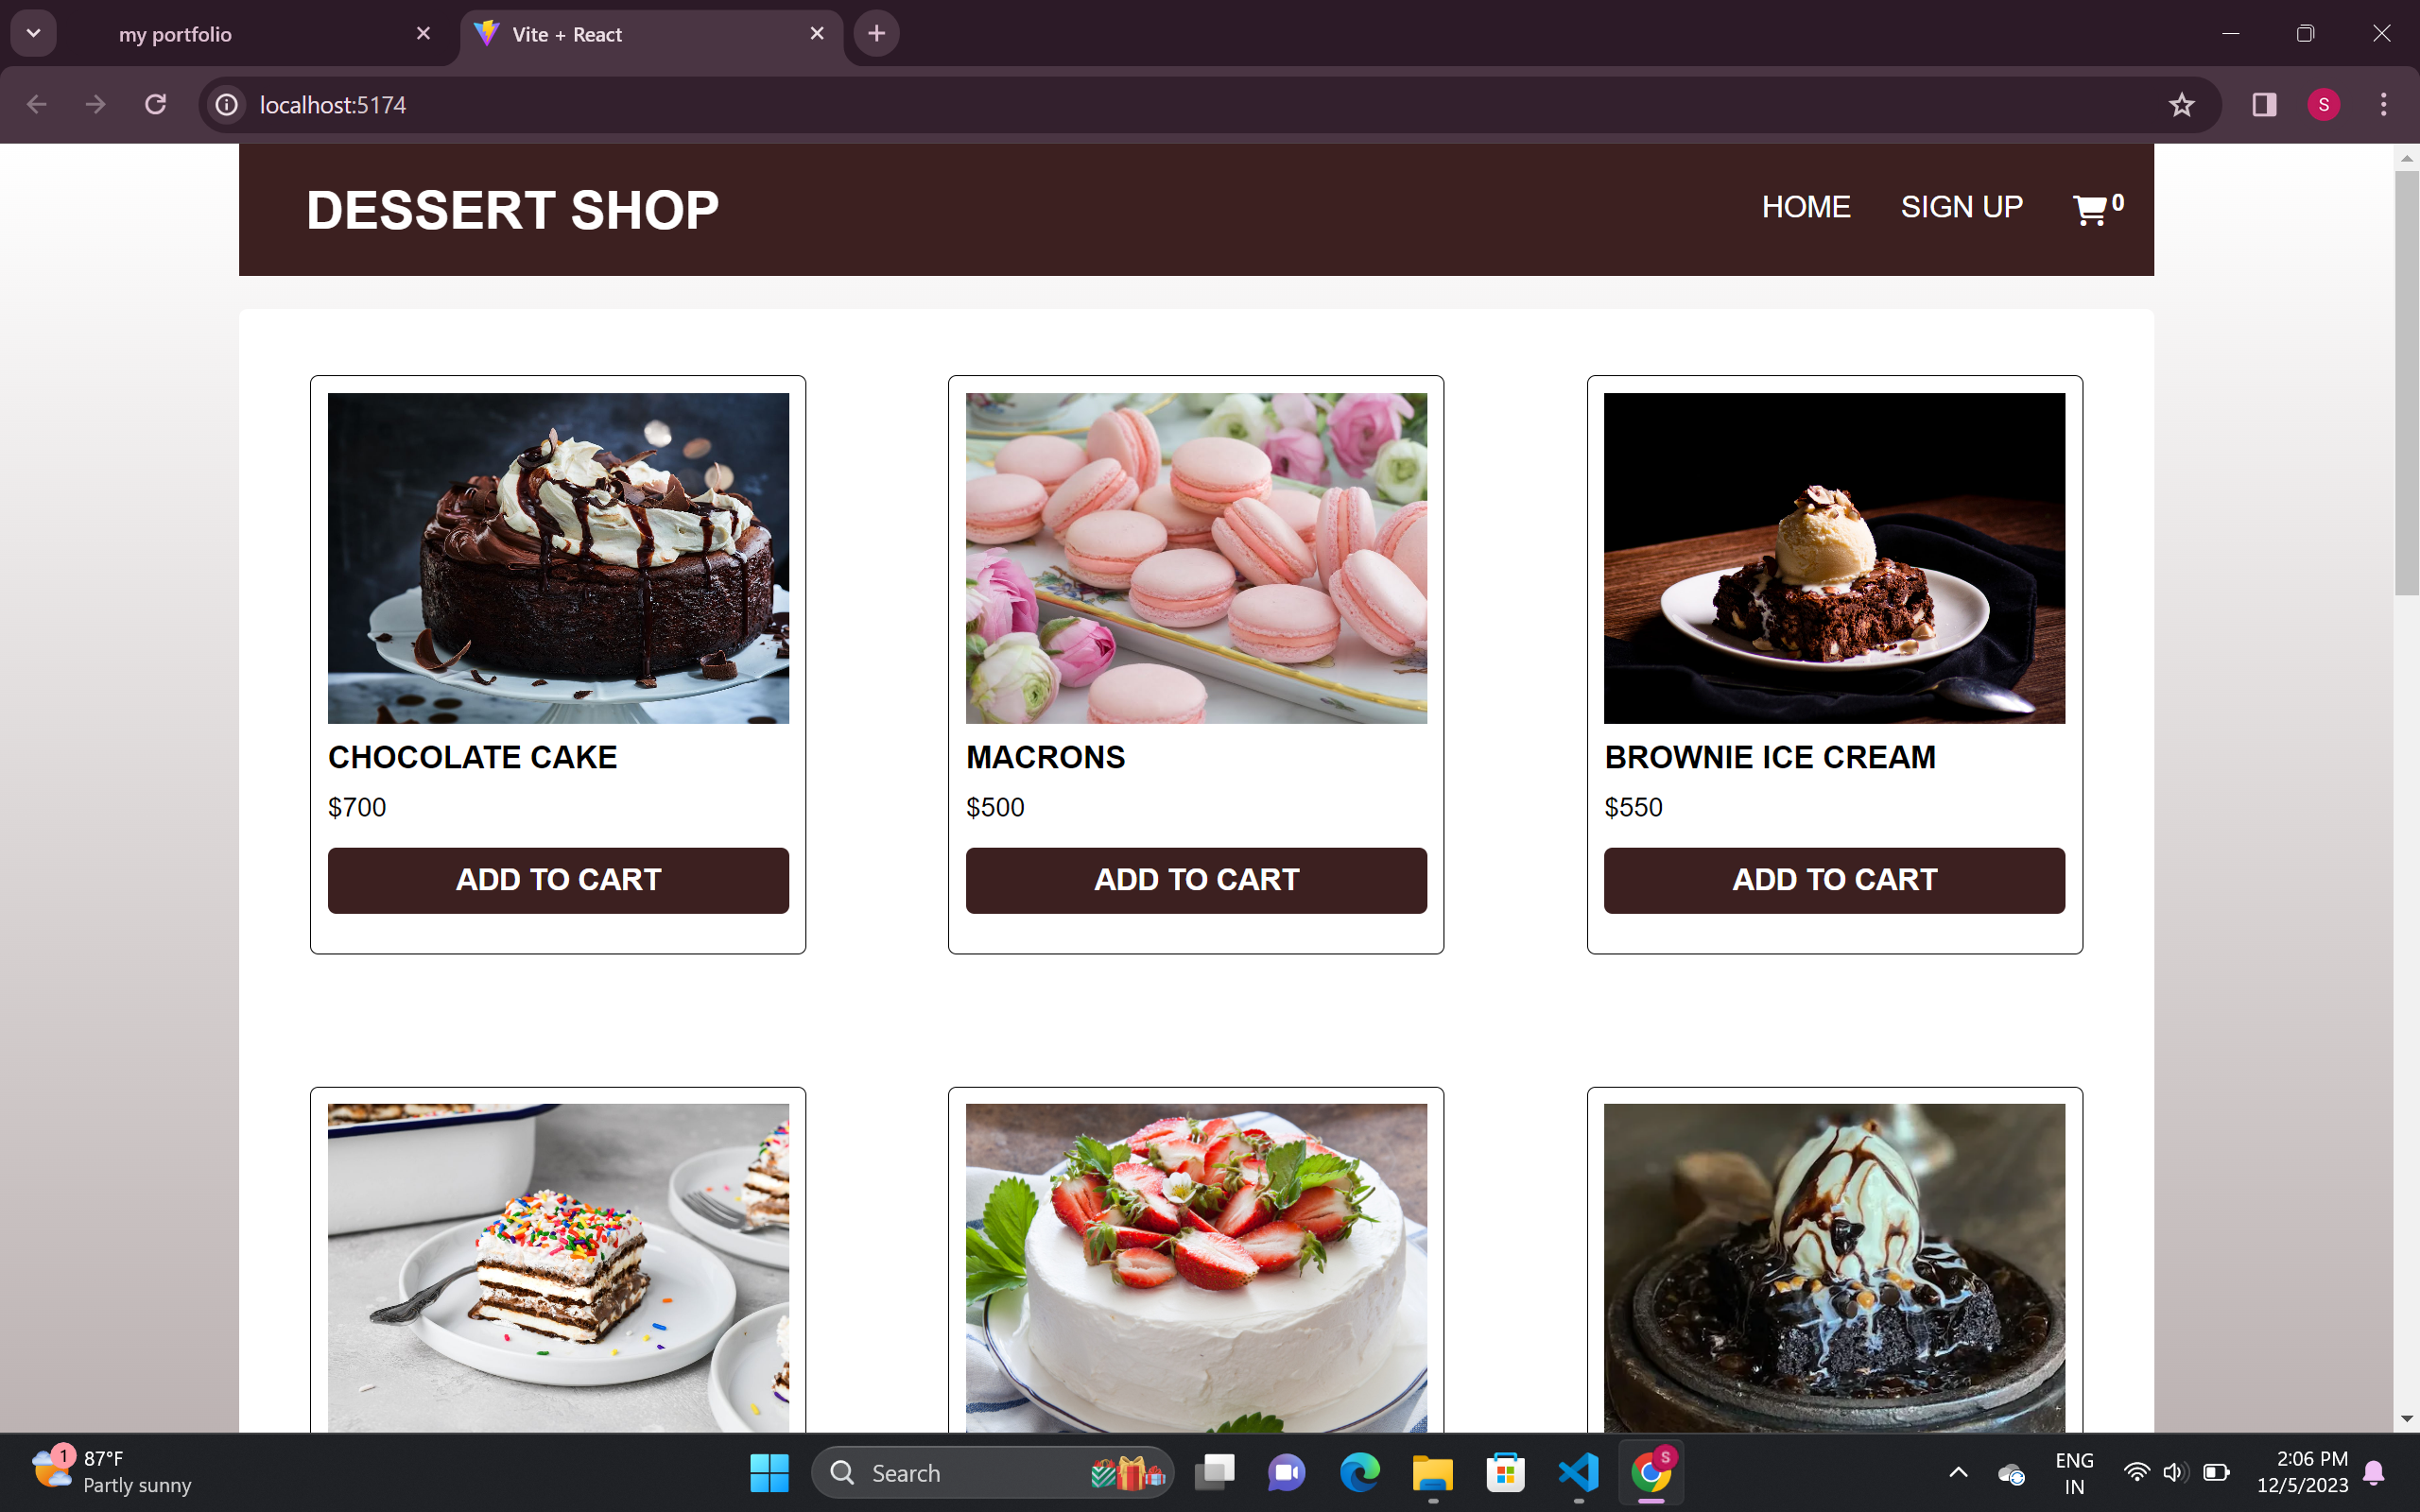 my portfolio
Vite + React
localhost:5174
S
DESSERT SHOP
HOME
SIGN UP
0
CHOCOLATE CAKE
$700
ADD TO CART
MACRONS
$500
ADD TO CART
BROWNIE ICE CREAM
$550
ADD TO CART
1
87°F
Partly sunny
Search
S
ENG
IN
2:06 PM
12/5/2023